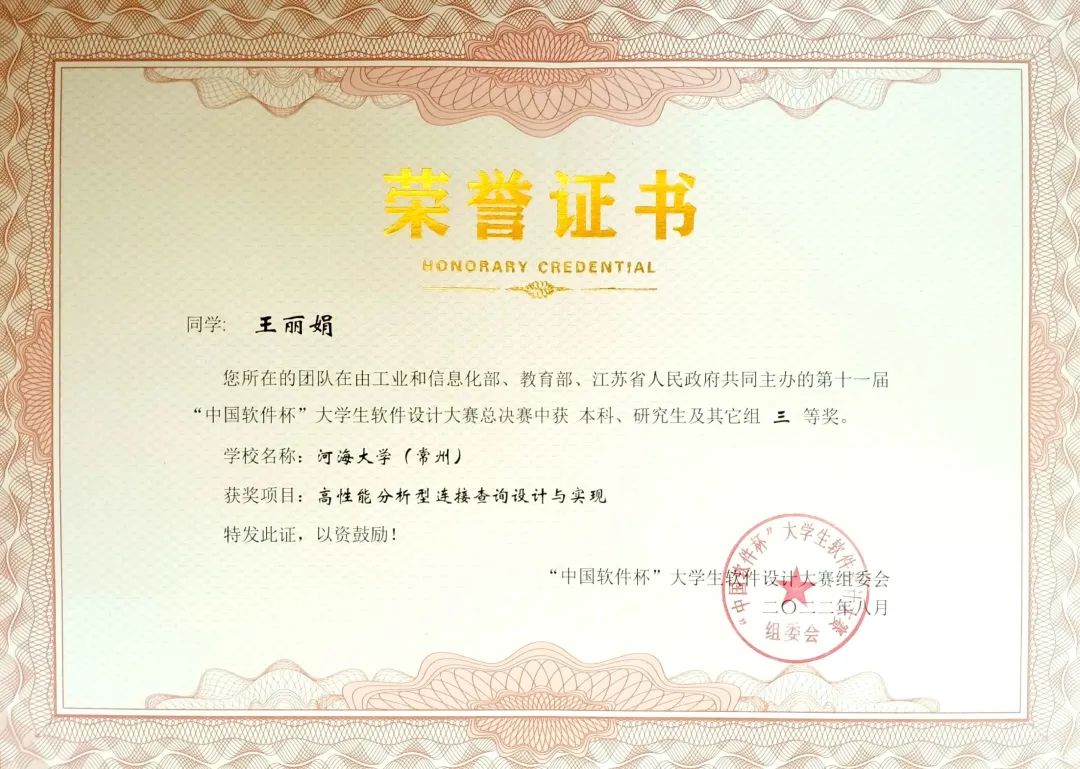 荣誉证书
HONORARY CREDENTIAL
同学: 王丽娟
您所在的团队在由工业和信息化部、教育部、江苏省人民政府共同主办的第十一届
“中国软件杯”大学生软件设计大赛总决赛中获 本科、研究生及其它组 三 等奖。
学校名称：河海大学（常州）
获奖项目：高性能分析型连接查询设计与实现
特发此证，以资鼓励！
“中国软件杯”大学生软件设计大赛组委会
二〇二二年八月
“中国软件杯”大学生软件设计大赛
组委会